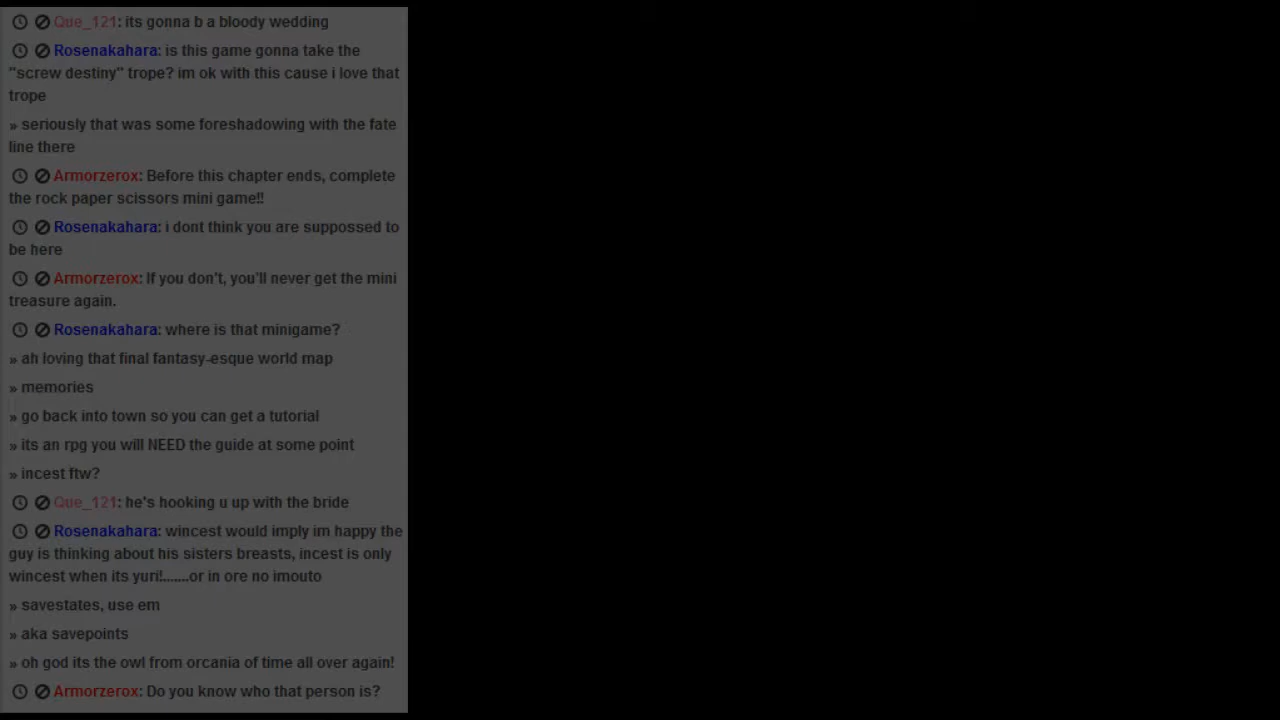 Que_121: its gonna b a bloody wedding
Rosenakahara: is this game gonna take the
"screw destiny" trope? im ok with this cause i love that
trope
» seriously that was some foreshadowing with the fate
line there
Armorzerox: Before this chapter ends, complete
the rock paper scissors mini game!!
Rosenakahara: i dont think you are suppossed to
be here
Armorzerox: If you don't, you'll never get the mini
treasure again.
Rosenakahara: where is that minigame?
» ah loving that final fantasy-esque world map
» memories
» go back into town so you can get a tutorial
» its an rpg you will NEED the guide at some point
» incest ftw?
Que_121: he's hooking u up with the bride
Rosenakahara: wincest would imply im happy the
guy is thinking about his sisters breasts, incest is only
wincest when its yuri!.......or in ore no imouto
» savestates, use em
» aka savepoints
» oh god its the owl from orcania of time all over again!
Armorzerox: Do you know who that person is?